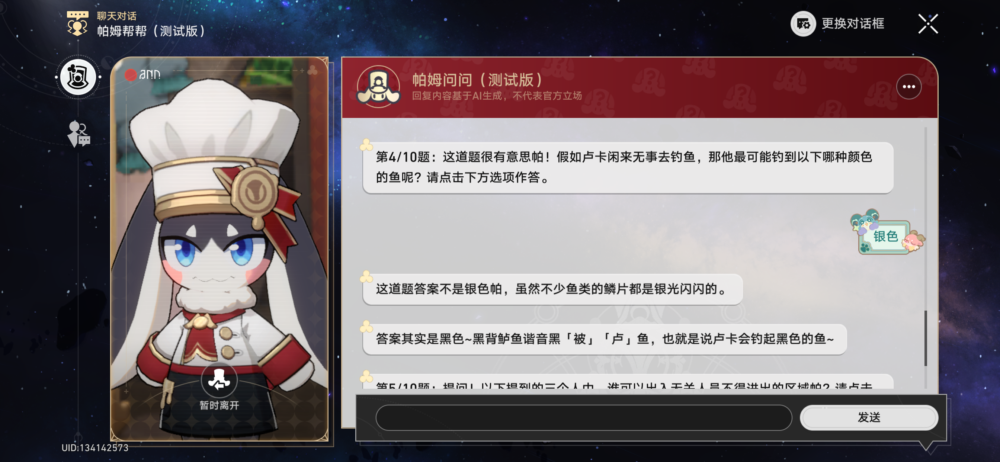 聊天对话
帕姆帮帮（测试版）
更换对话框
帕姆问问（测试版）
回复内容基于AI生成，不代表官方立场
第4/10题：这道题很有意思帕！假如卢卡闲来无事去钓鱼，那他最可能钓到以下哪种颜色
的鱼呢？请点击下方选项作答。
银色
这道题答案不是银色帕，虽然不少鱼类的鳞片都是银光闪闪的。
答案其实是黑色~黑背鲈鱼谐音黑「被」「卢」鱼，也就是说卢卡会钓起黑色的鱼~
第5/10题：提问！以下提到的三个人中，谁可以出入无关人员不得进出的区域帕？请点击
暂时离开
发送
UID:134142573